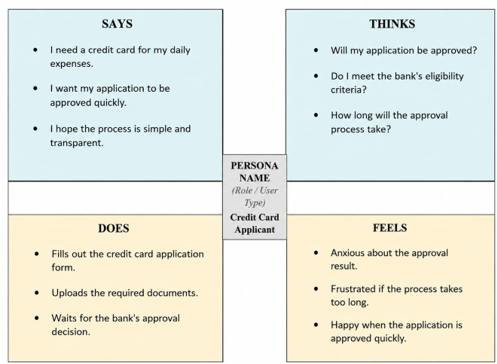 SAYS
• I need a credit card for my daily
expenses.
• I want my application to be
approved quickly.
• I hope the process is simple and
transparent.
THINKS
• Will my application be approved?
• Do I meet the bank's eligibility
criteria?
• How long will the approval
process take?
PERSONA
NAME
(Role / User
Type)
Credit Card
Applicant
DOES
• Fills out the credit card application
form.
• Uploads the required documents.
• Waits for the bank's approval
decision.
FEELS
• Anxious about the approval
result.
• Frustrated if the process takes
too long.
• Happy when the application is
approved quickly.